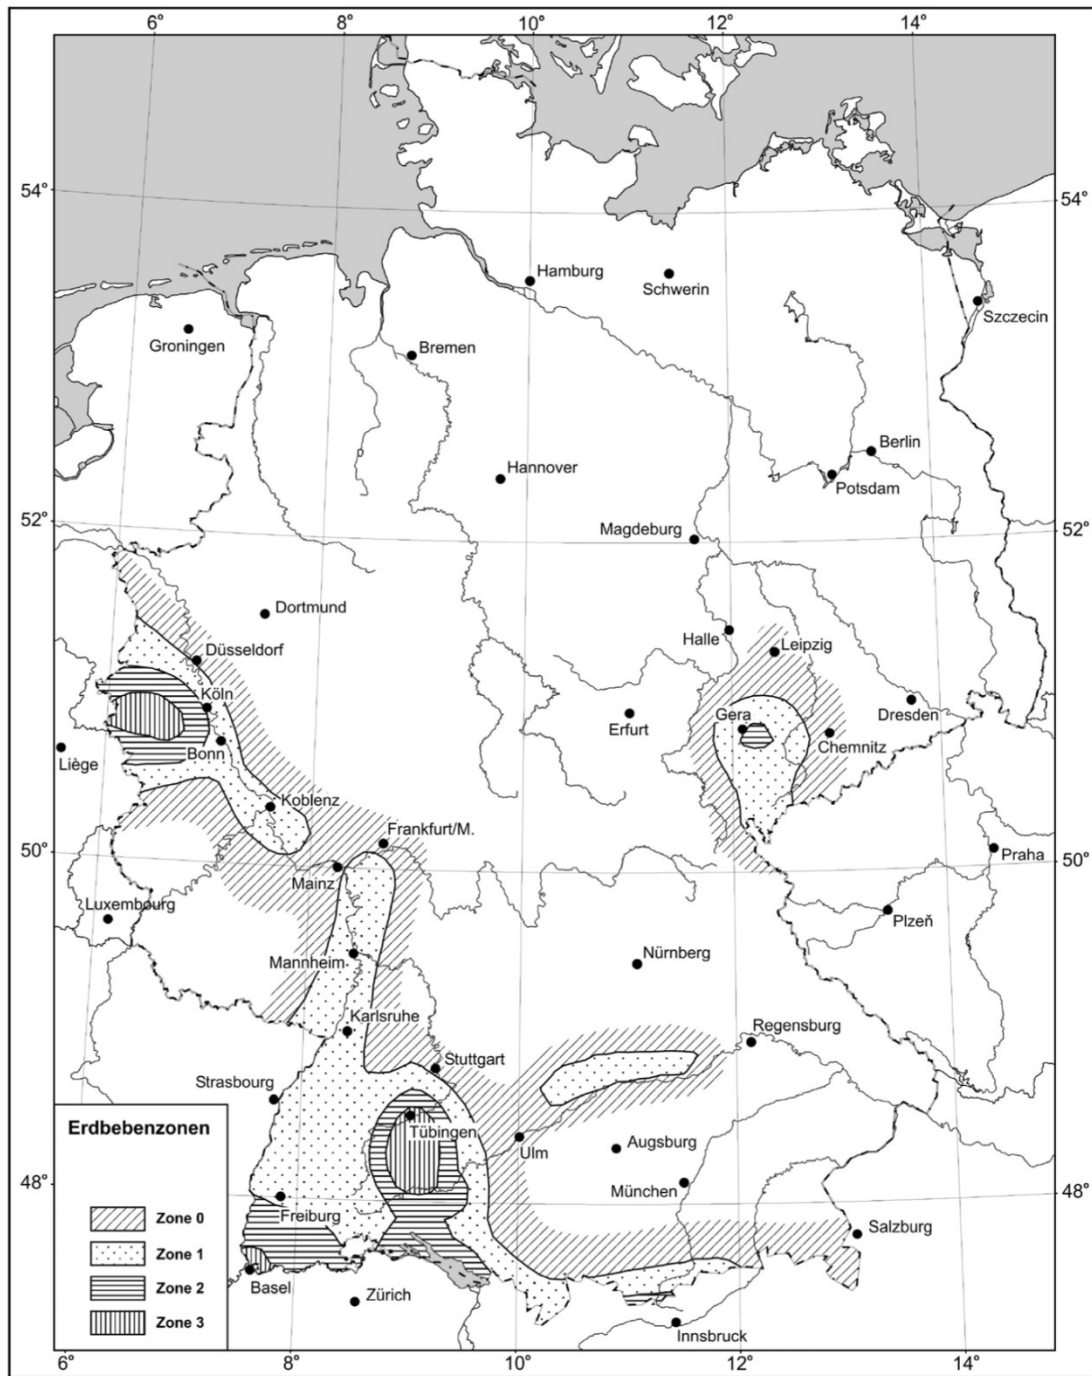 6° 8° 10° 12° 14°
54° 54°
Hamburg
Schwerin
Szczecin
Groningen
Bremen
Berlin
Hannover
Potsdam
52° Magdeburg 52°
Dortmund
Halle
Leipzig
Düsseldorf
Köln
Gera
Dresden
Erfurt
Chemnitz
Bonn
Liège
Koblenz
Frankfurt/M.
50° 50°
Praha
Mainz
Luxembourg
Plzeň
Nürnberg
Mannheim
Karlsruhe
Regensburg
Stuttgart
Strasbourg
Erdbebenzonen
Tübingen
Ulm
Augsburg
48° 48°
München
Freiburg
Salzburg
Zone 0
Zone 1
Basel
Zone 2
Zürich
Zone 3
Innsbruck
6° 8° 10° 12° 14°